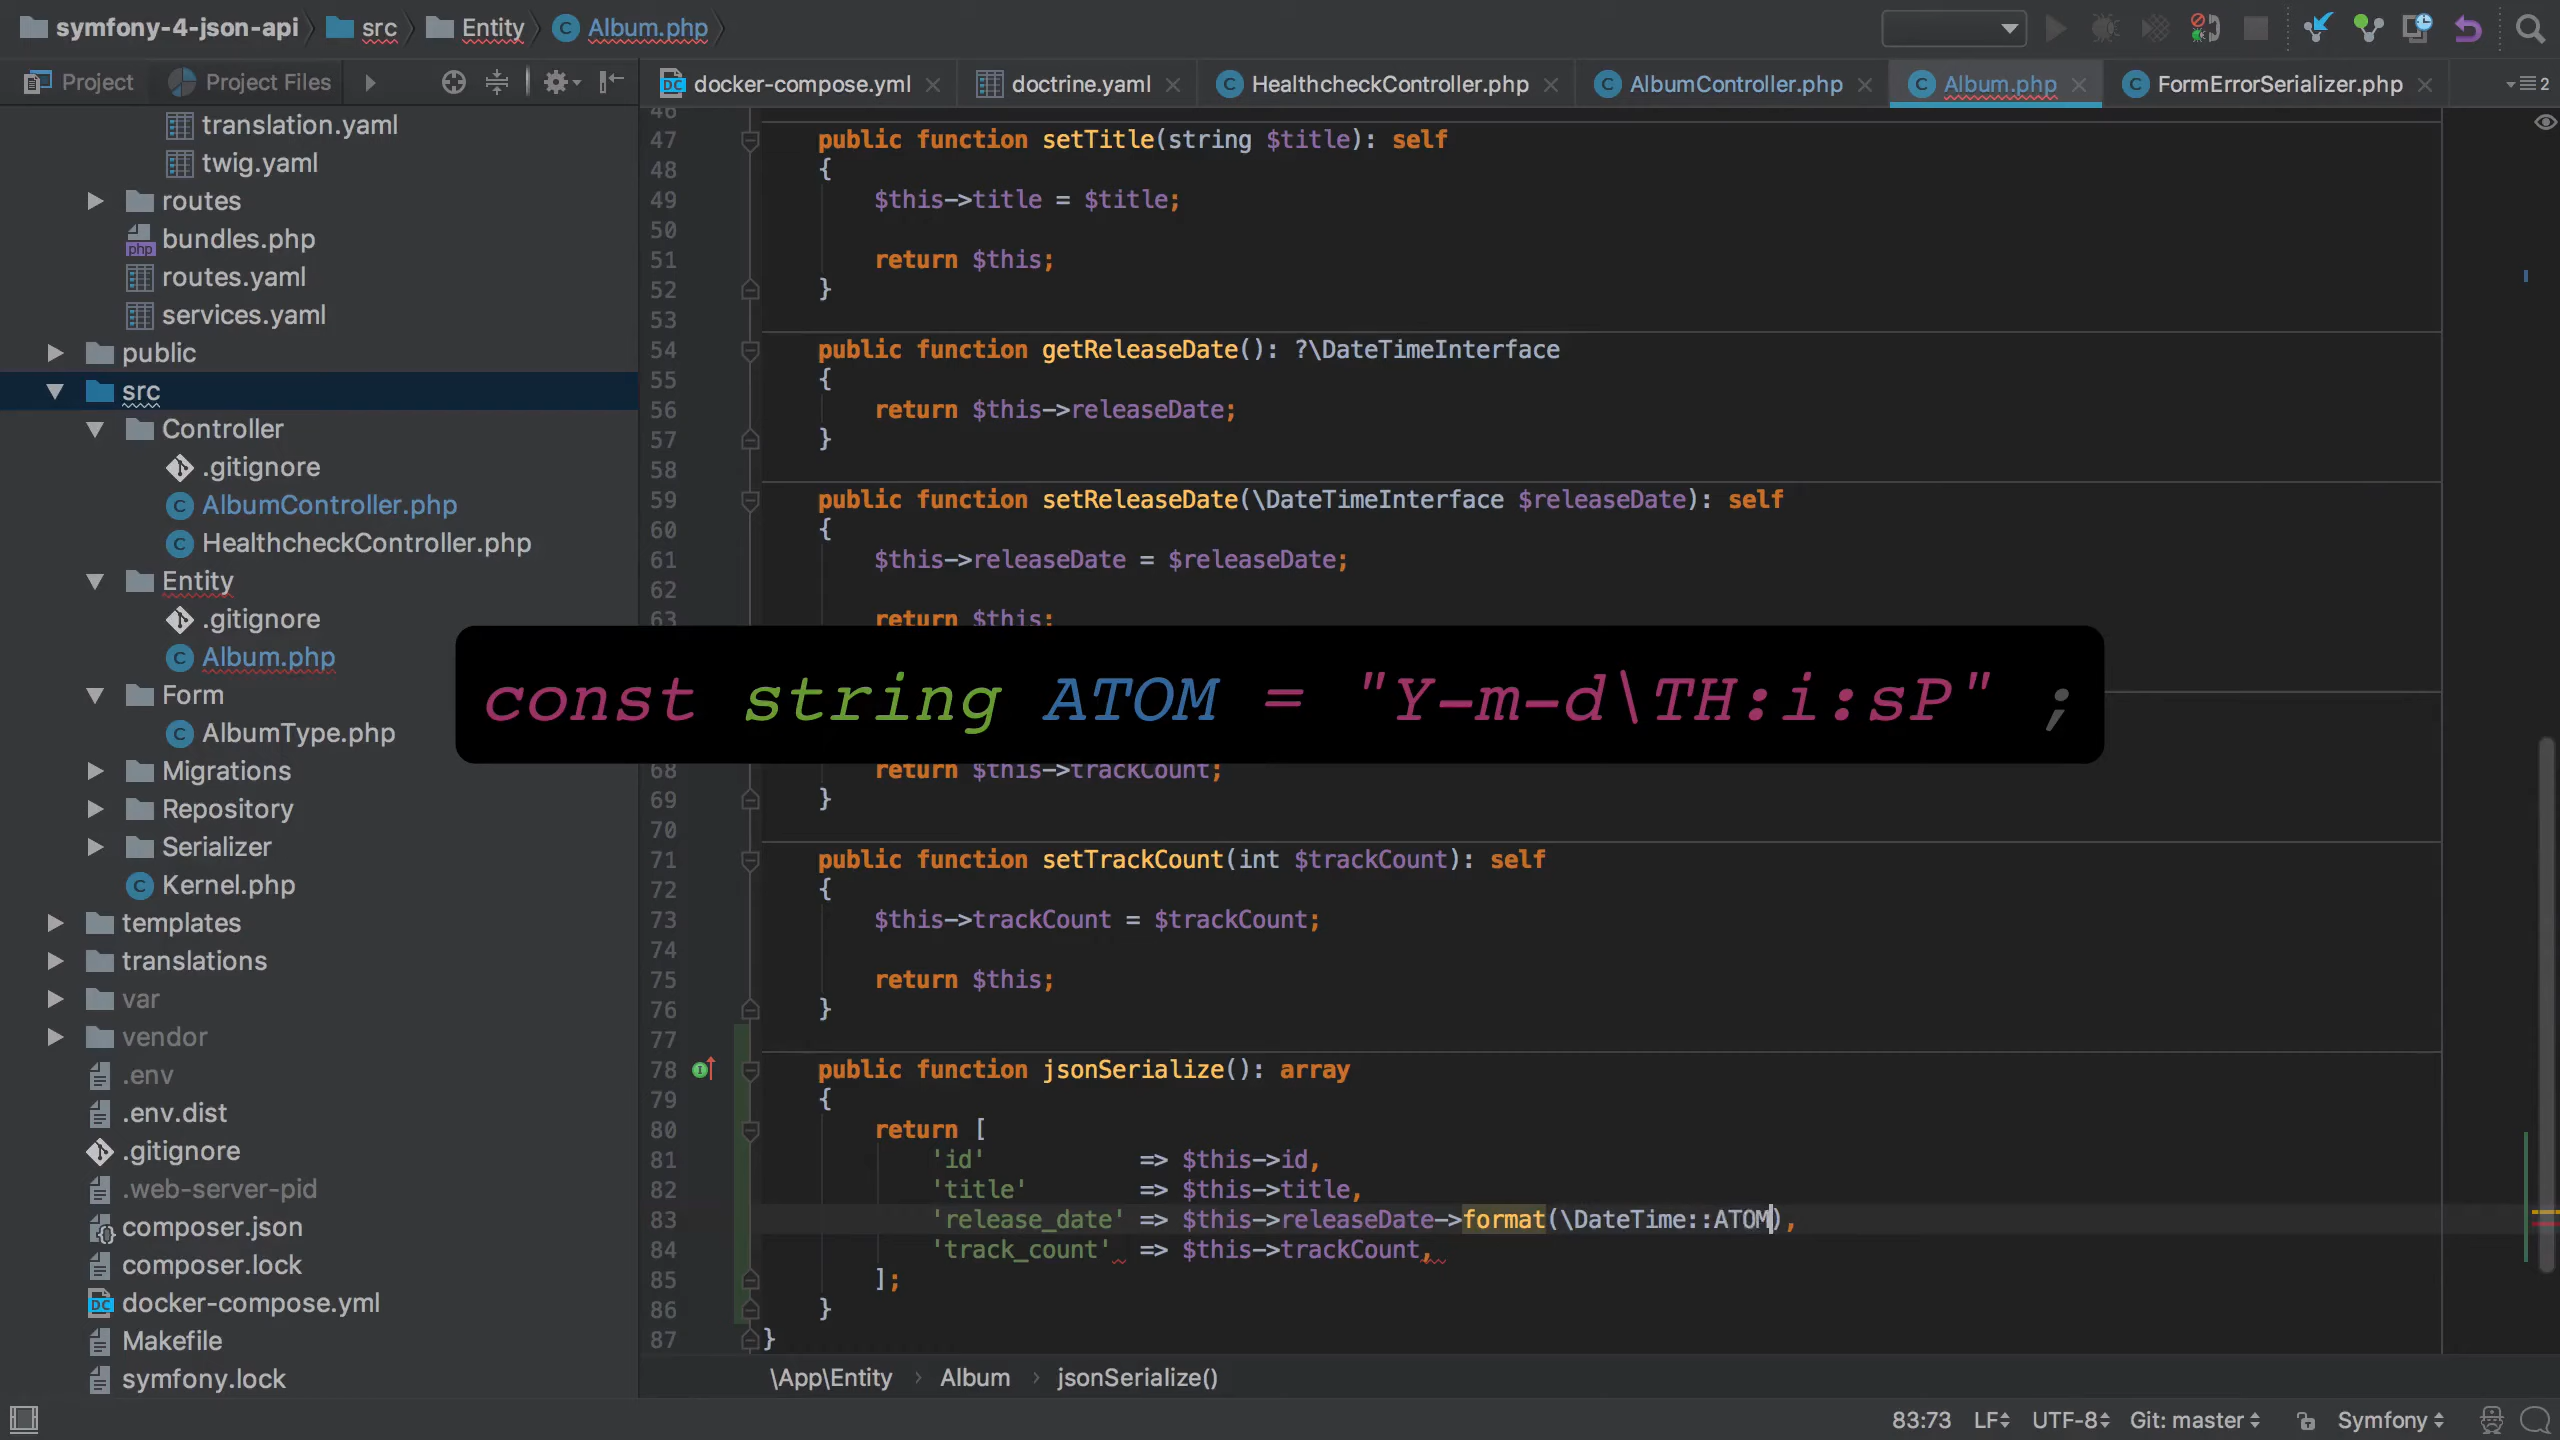 symfony-4-json-api src Entity Album.php
Project Project Files
docker-compose.yml doctrine.yaml HealthcheckController.php AlbumController.php Album.php FormErrorSerializer.php 2
translation.yaml
twig.yaml
routes
php bundles.php
routes.yaml
services.yaml
public
src
Controller
.gitignore
AlbumController.php
HealthcheckController.php
Entity
.gitignore
Album.php
Form
AlbumType.php
Migrations
Repository
Serializer
Kernel.php
templates
translations
var
vendor
.env
.env.dist
.gitignore
.web-server-pid
composer.json
composer.lock
docker-compose.yml
Makefile
symfony.lock
46
47 public function setTitle(string $title): self
48 {
49 $this->title = $title;
50
51 return $this;
52 }
53
54 public function getReleaseDate(): ?\DateTimeInterface
55 {
56 return $this->releaseDate;
57 }
58
59 public function setReleaseDate(\DateTimeInterface $releaseDate): self
60 {
61 $this->releaseDate = $releaseDate;
62
63 return $this;
const string ATOM = "Y-m-d\TH:i:sP" ;
68 return $this->trackCount;
69 }
70
71 public function setTrackCount(int $trackCount): self
72 {
73 $this->trackCount = $trackCount;
74
75 return $this;
76 }
77
78 public function jsonSerialize(): array
79 {
80 return [
81 'id' => $this->id,
82 'title' => $this->title,
83 'release_date' => $this->releaseDate->format(\DateTime::ATOM),
84 'track_count' => $this->trackCount,
85 ];
86 }
87 }
\App\Entity Album jsonSerialize()
83:73 LF UTF-8 Git: master Symfony